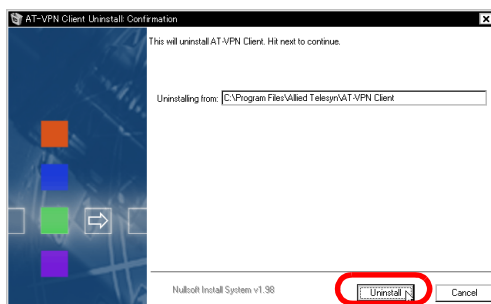 AT-VPN Client Uninstall: Confirmation
This will uninstall AT-VPN Client. Hit next to continue.
Uninstalling from: C:\Program Files\Allied Telesyn\AT-VPN Client
Nullsoft Install System v1.98
Uninstall
Cancel